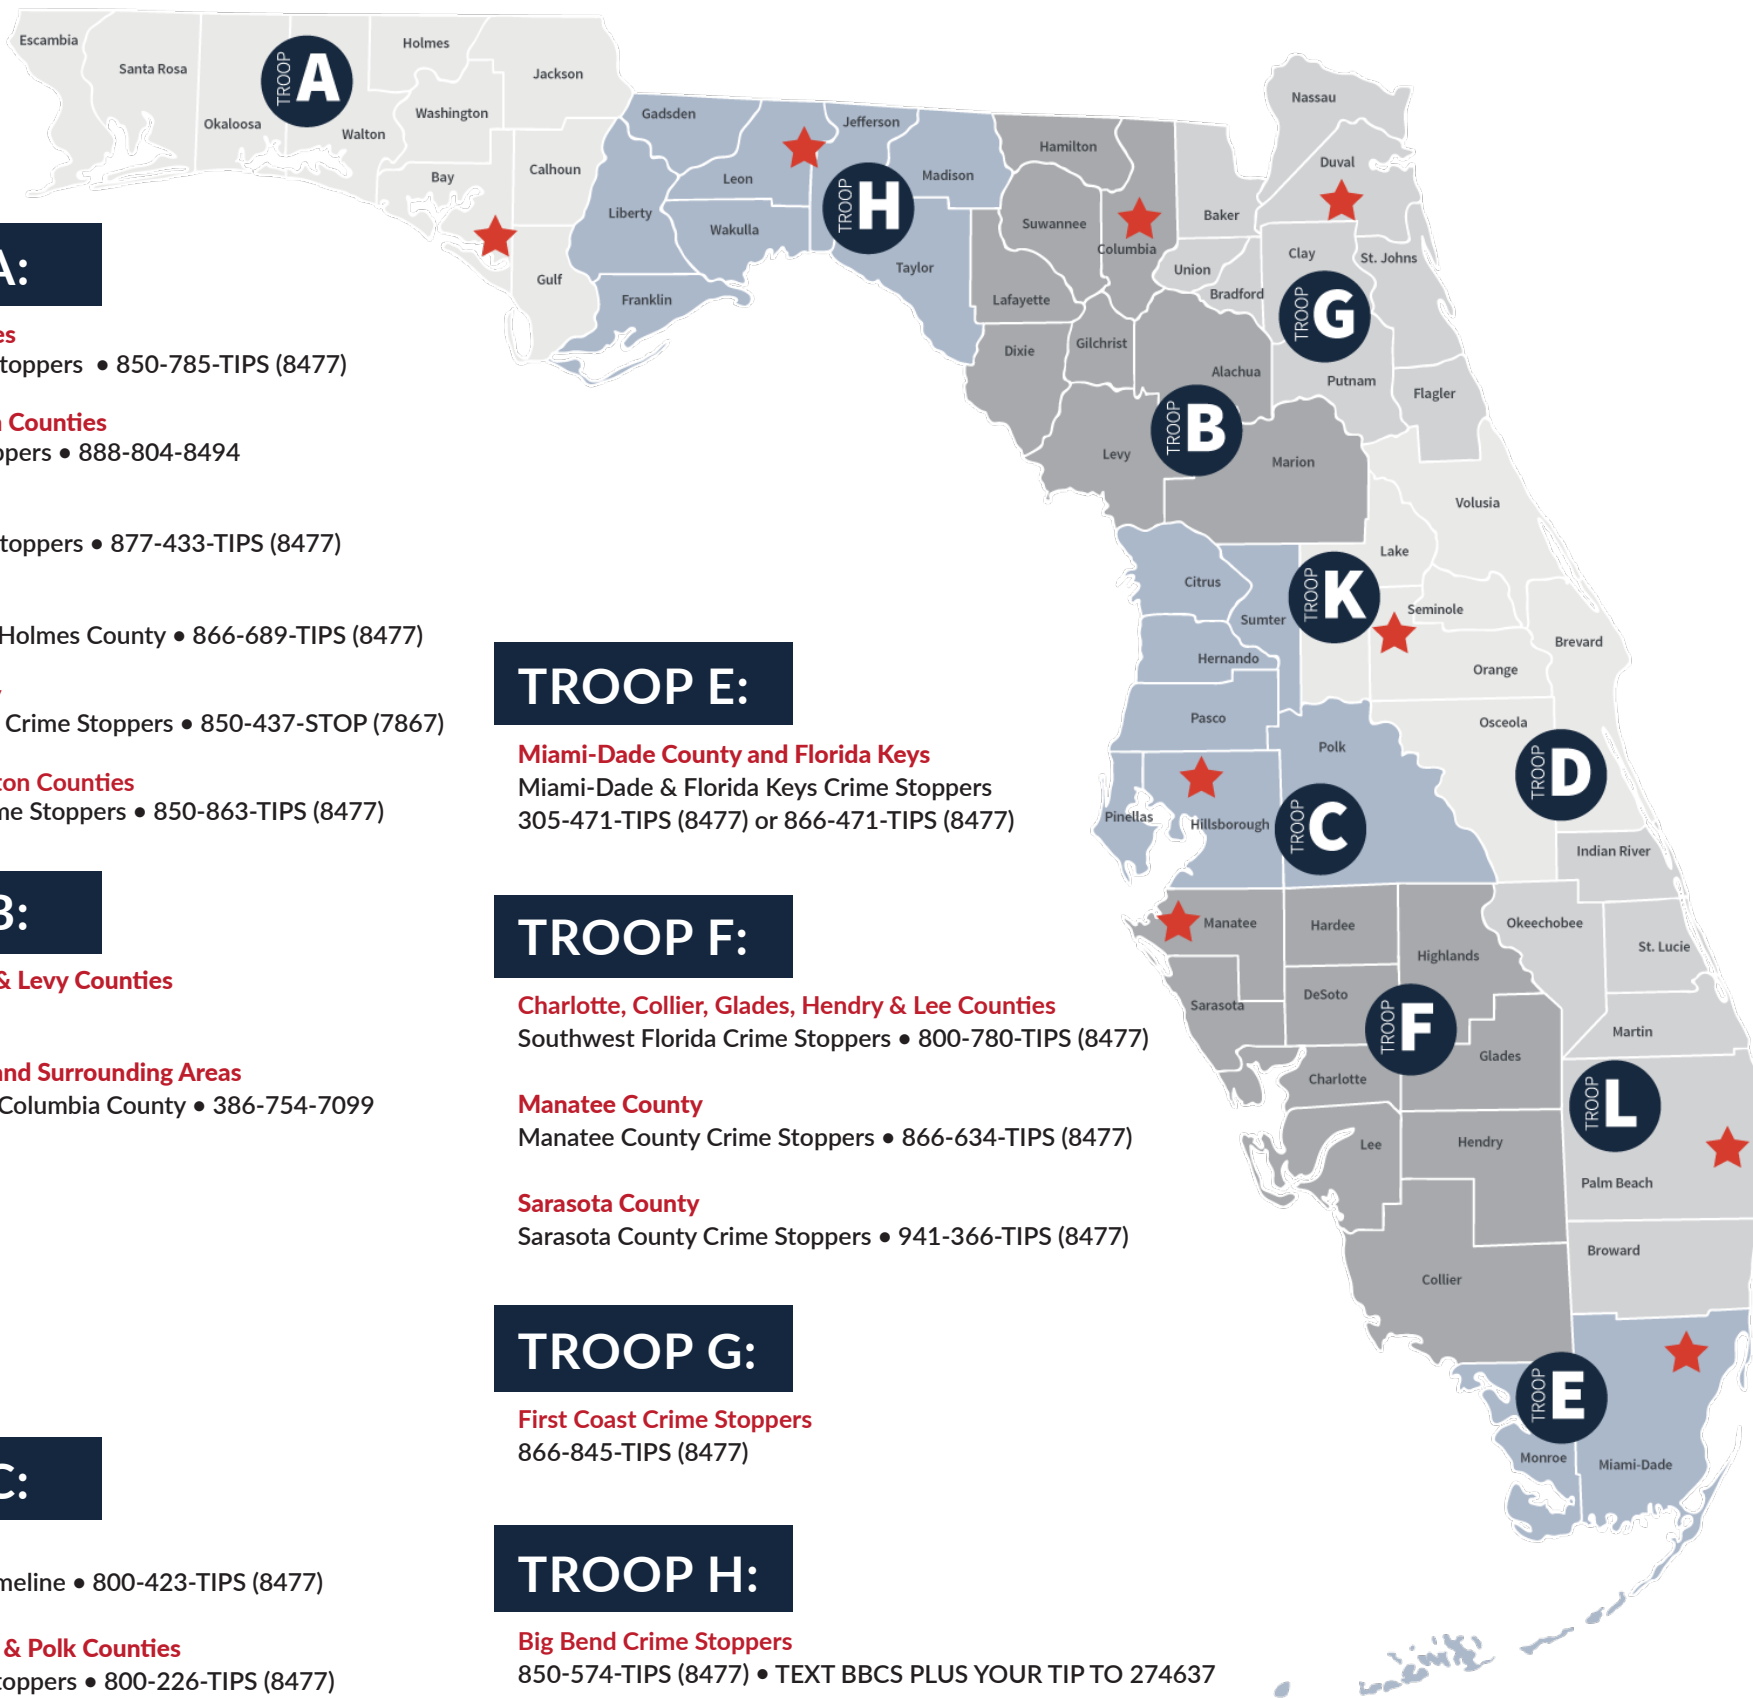 A:
es
toppers • 850-785-TIPS (8477)
Counties
ppers • 888-804-8494
toppers • 877-433-TIPS (8477)
Holmes County • 866-689-TIPS (8477)
Crime Stoppers • 850-437-STOP (7867)
ton Counties
me Stoppers • 850-863-TIPS (8477)
B:
& Levy Counties
and Surrounding Areas
Columbia County • 386-754-7099
C:
meline • 800-423-TIPS (8477)
& Polk Counties
toppers • 800-226-TIPS (8477)
TROOP E:
Miami-Dade County and Florida Keys
Miami-Dade & Florida Keys Crime Stoppers
305-471-TIPS (8477) or 866-471-TIPS (8477)
TROOP F:
Charlotte, Collier, Glades, Hendry & Lee Counties
Southwest Florida Crime Stoppers • 800-780-TIPS (8477)
Manatee County
Manatee County Crime Stoppers • 866-634-TIPS (8477)
Sarasota County
Sarasota County Crime Stoppers • 941-366-TIPS (8477)
TROOP G:
First Coast Crime Stoppers
866-845-TIPS (8477)
TROOP H:
Big Bend Crime Stoppers
850-574-TIPS (8477) • TEXT BBCS PLUS YOUR TIP TO 274637
Escambia
Santa Rosa
Okaloosa
TROOP A
Walton
Holmes
Washington
Jackson
Bay
Calhoun
Gulf
Gadsden
Liberty
Franklin
Leon
Wakulla
Jefferson
TROOP H
Madison
Taylor
Hamilton
Suwannee
Columbia
Lafayette
Dixie
Gilchrist
Alachua
Levy
TROOP B
Marion
Nassau
Duval
Baker
Union
Bradford
Clay
St. Johns
TROOP G
Putnam
Flagler
Volusia
Lake
Citrus
Sumter
TROOP K
Seminole
Hernando
Orange
Brevard
Pasco
Polk
Osceola
TROOP D
Pinellas
Hillsborough
TROOP C
Indian River
Manatee
Hardee
Highlands
Okeechobee
St. Lucie
Sarasota
DeSoto
TROOP F
Martin
Charlotte
Glades
TROOP L
Lee
Hendry
Palm Beach
Collier
Broward
TROOP E
Monroe
Miami-Dade